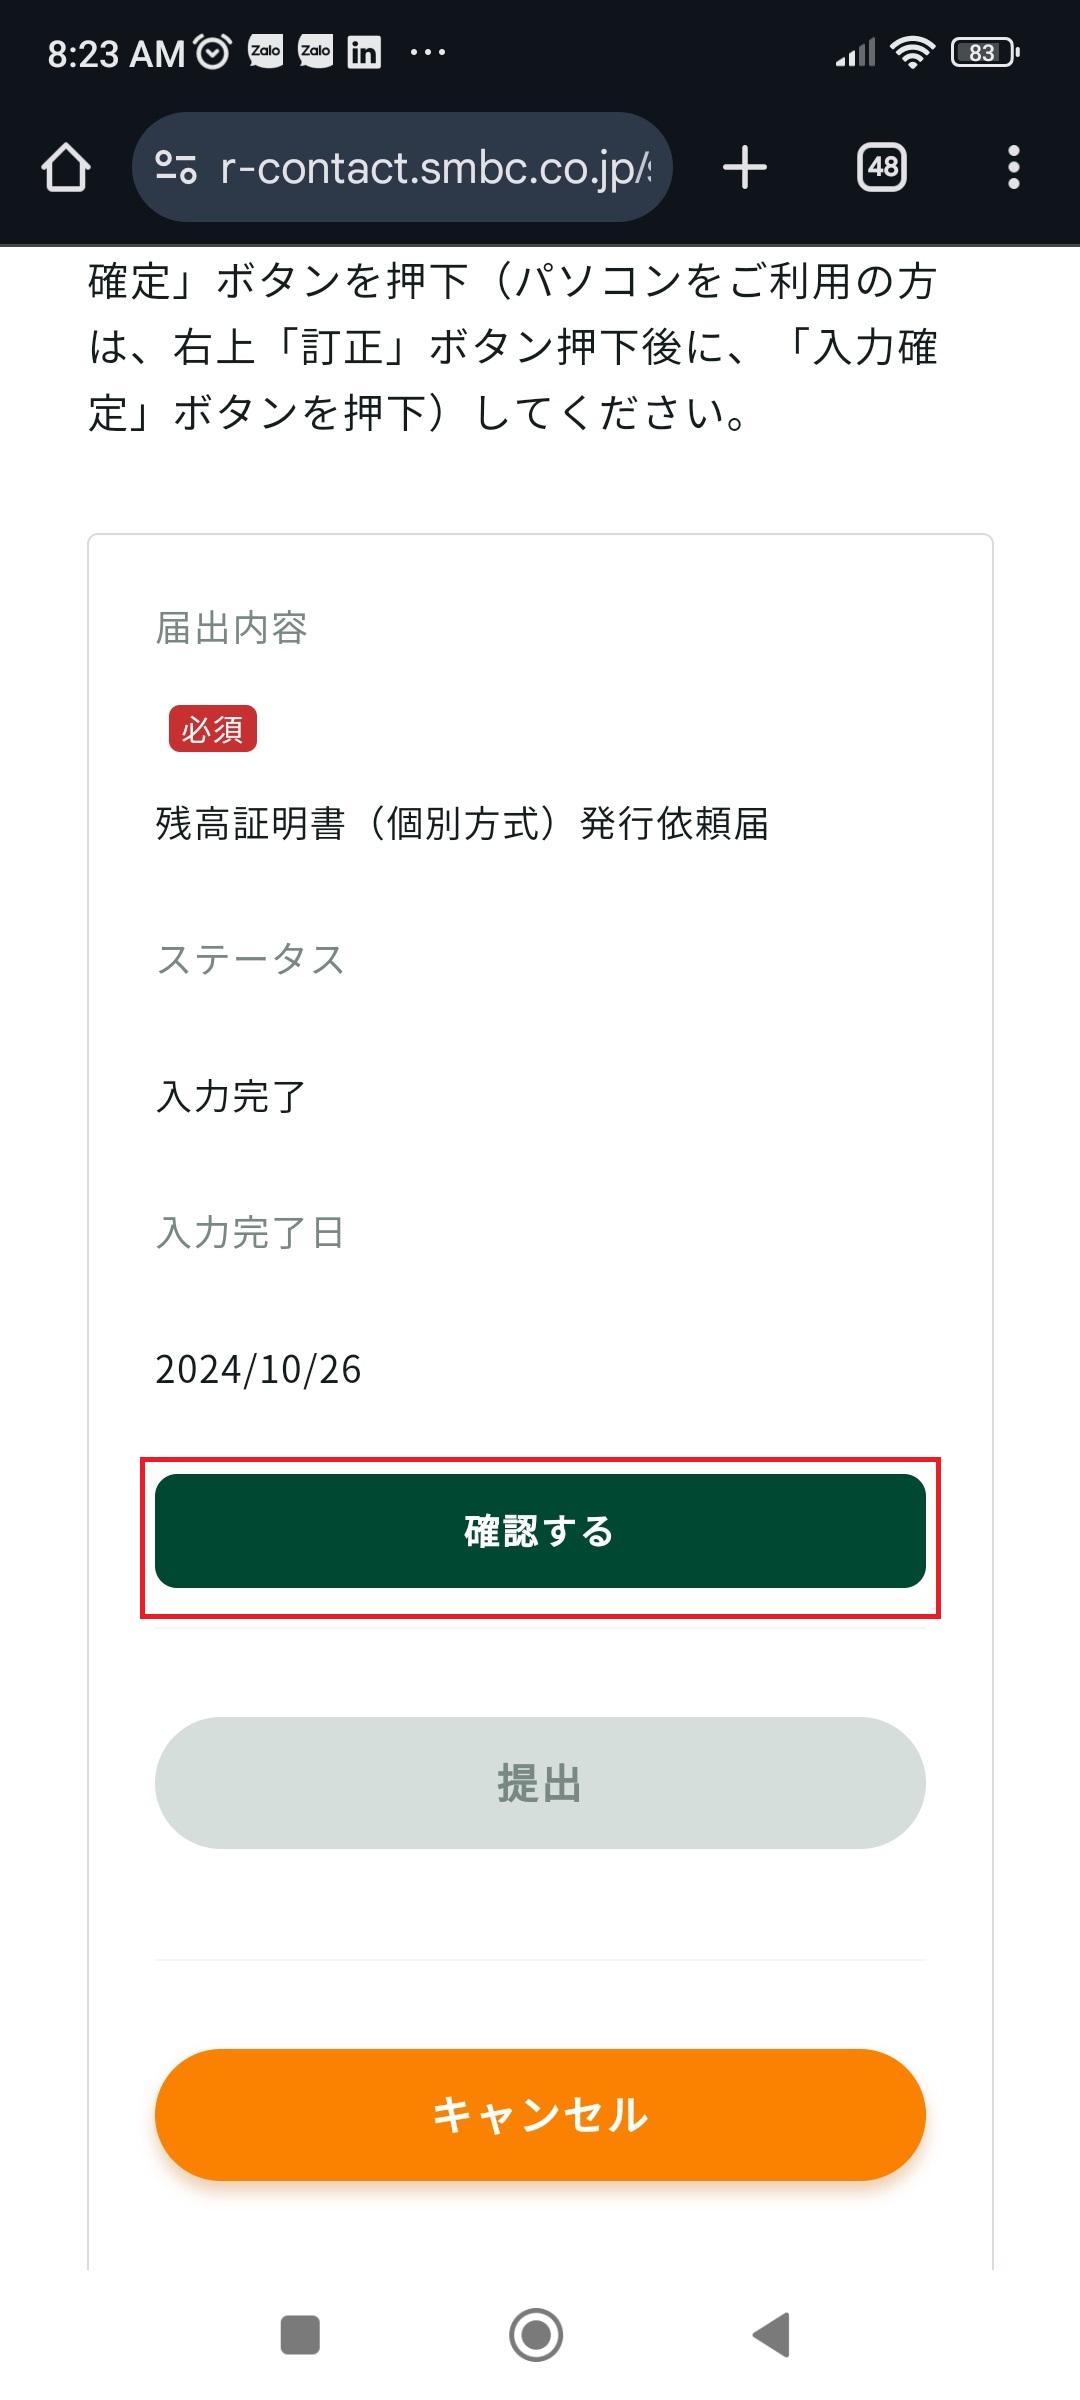 8:23 AM
Zalo
Zalo
in
83
r-contact.smbc.co.jp/
48
確定」ボタンを押下（パソコンをご利用の方
は、右上「訂正」ボタン押下後に、「入力確
定」ボタンを押下）してください。
届出内容
必須
残高証明書（個別方式）発行依頼届
ステータス
入力完了
入力完了日
2024/10/26
確認する
提出
キャンセル